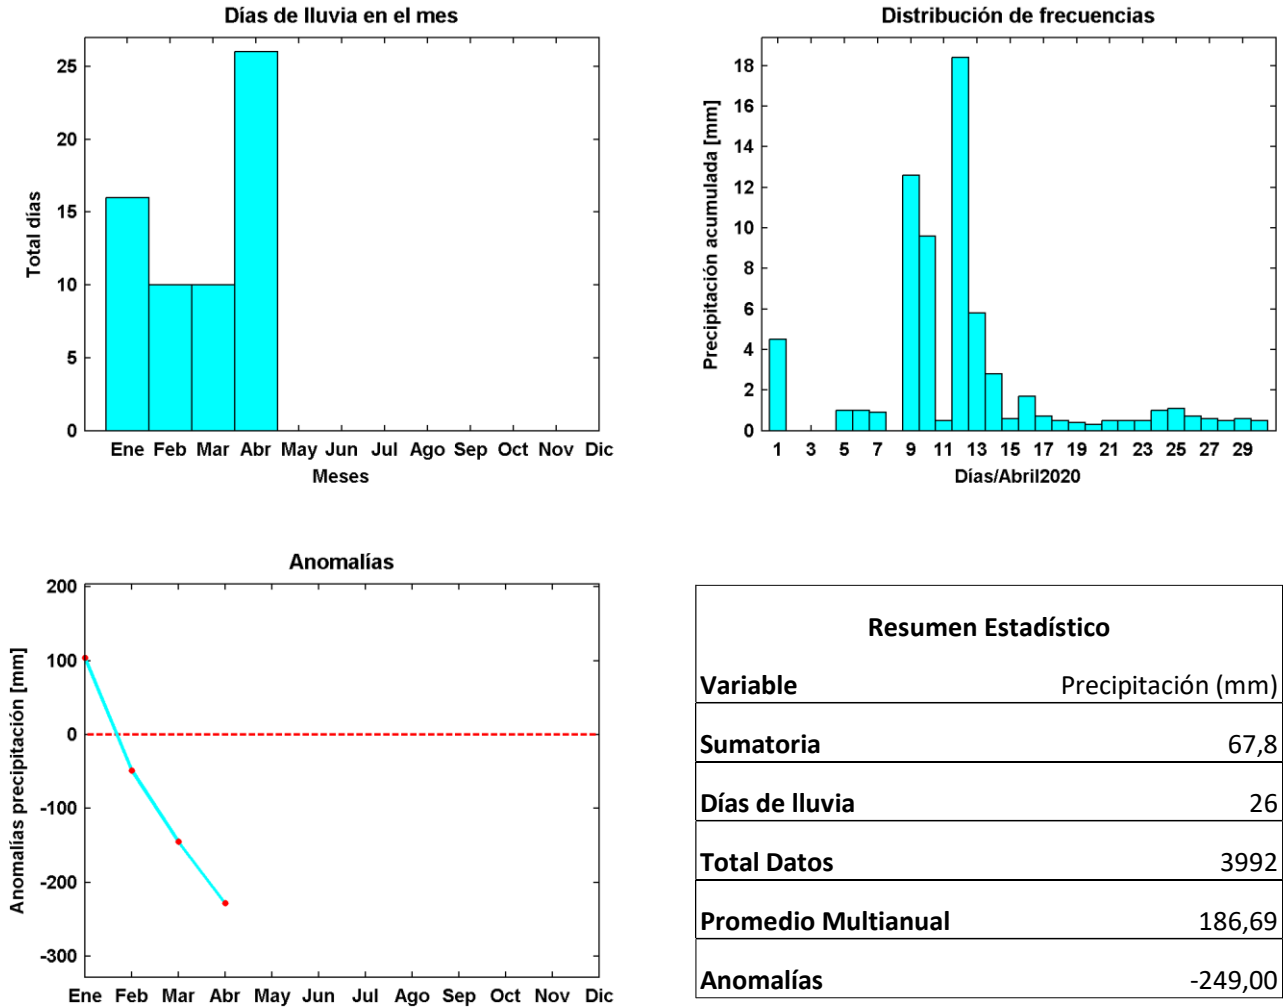 Días de lluvia en el mes
25
20
15
10
5
0
Total días
Ene Feb Mar Abr May Jun Jul Ago Sep Oct Nov Dic
Meses
Distribución de frecuencias
18
16
14
12
10
8
6
4
2
0
Precipitación acumulada [mm]
1 3 5 7 9 11 13 15 17 19 21 23 25 27 29
Días/Abril2020
Anomalías
200
100
0
-100
-200
-300
Anomalías precipitación [mm]
Ene Feb Mar Abr May Jun Jul Ago Sep Oct Nov Dic
Resumen Estadístico
Variable Precipitación (mm)
Sumatoria 67,8
Días de lluvia 26
Total Datos 3992
Promedio Multianual 186,69
Anomalías -249,00